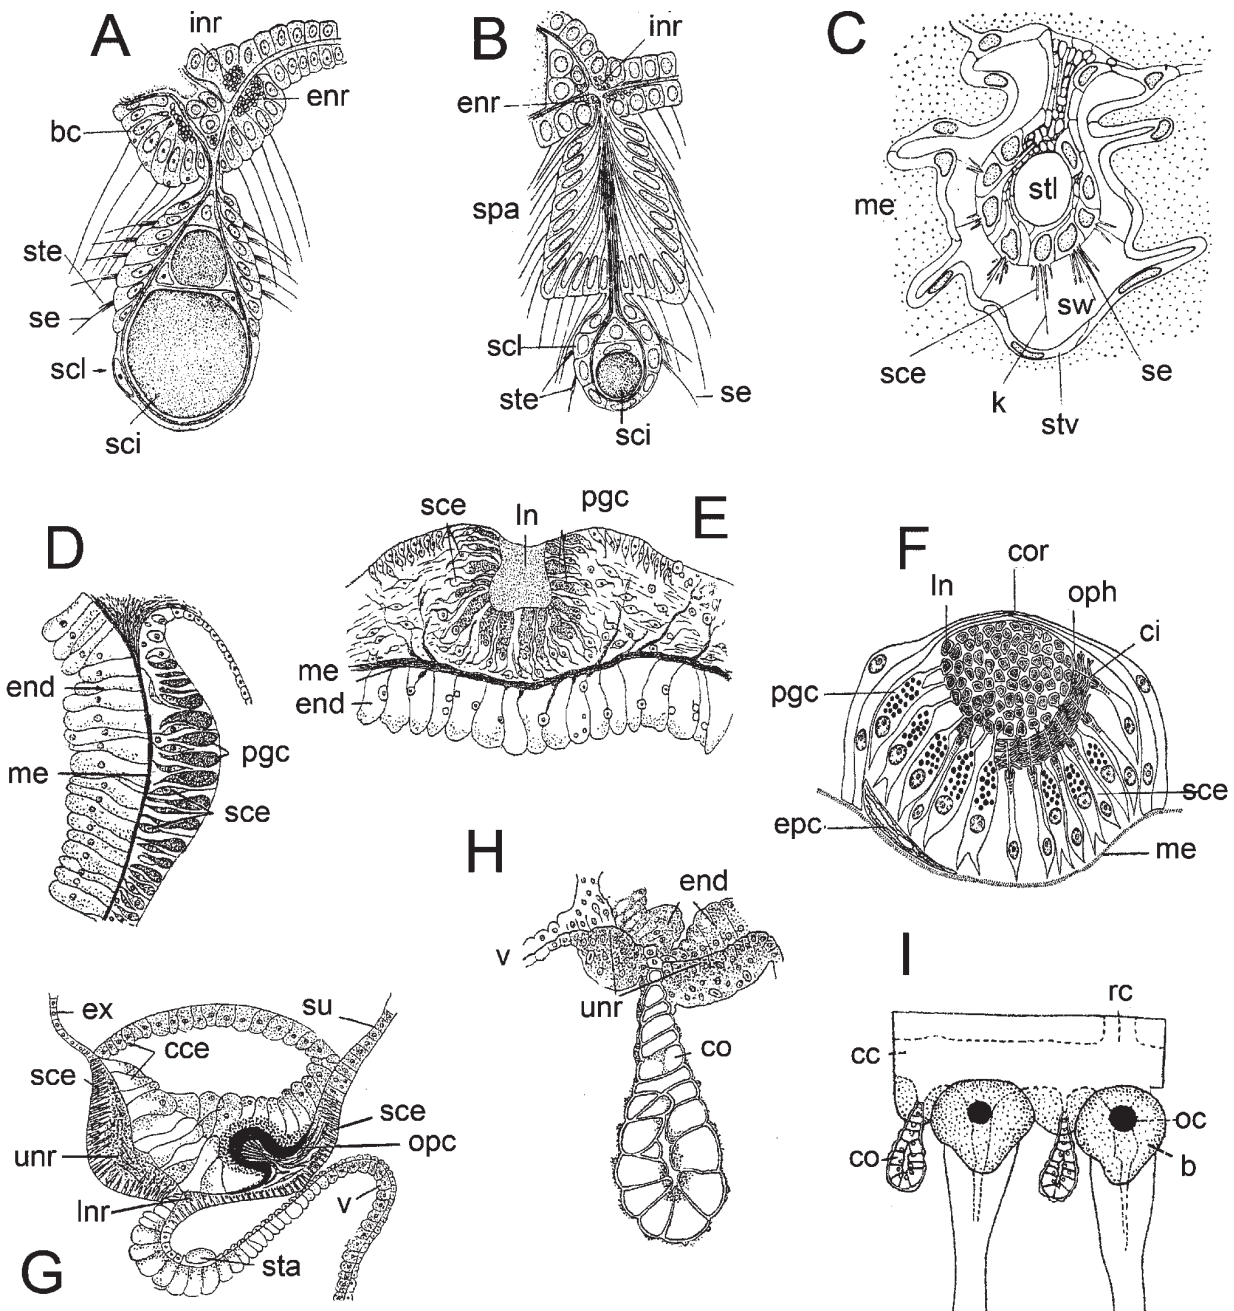 A
inr
enr
bc
ste
se
scl
sci
B
inr
enr
spa
scl
ste
se
sci
C
stl
me
sw
sce
k
stv
se
D
end
me
pgc
sce
E
sce
ln
pgc
me
end
F
cor
ln
oph
ci
pgc
sce
epc
me
G
ex
su
cce
sce
sce
opc
unr
lnr
v
sta
H
end
v
unr
co
I
rc
cc
oc
co
b